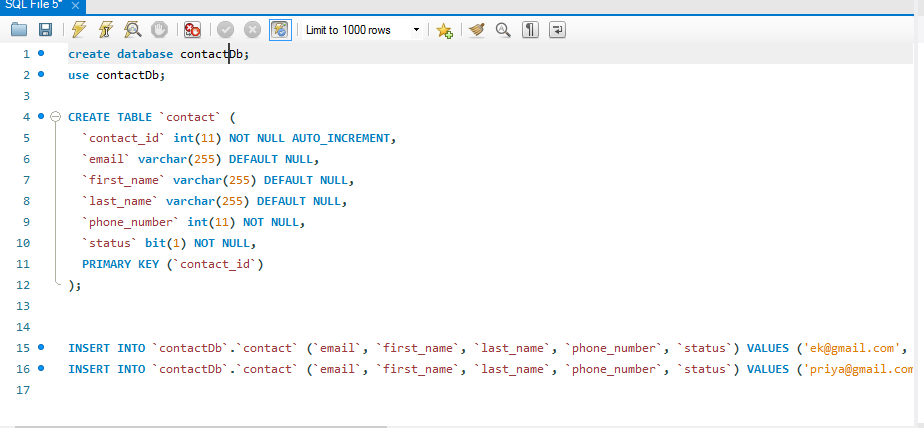 SQL File 5*
Limit to 1000 rows
1 create database contactDb;
2 use contactDb;
3
4 CREATE TABLE `contact` (
5 `contact_id` int(11) NOT NULL AUTO_INCREMENT,
6 `email` varchar(255) DEFAULT NULL,
7 `first_name` varchar(255) DEFAULT NULL,
8 `last_name` varchar(255) DEFAULT NULL,
9 `phone_number` int(11) NOT NULL,
10 `status` bit(1) NOT NULL,
11 PRIMARY KEY (`contact_id`)
12 );
13
14
15 INSERT INTO `contactDb`.`contact` (`email`, `first_name`, `last_name`, `phone_number`, `status`) VALUES ('ek@gmail.com',
16 INSERT INTO `contactDb`.`contact` (`email`, `first_name`, `last_name`, `phone_number`, `status`) VALUES ('priya@gmail.com
17